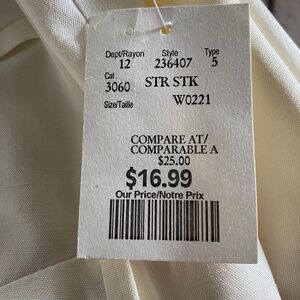 Dept/Rayon Style Type
12 236407 5
Cat
3060 STR STK
Size/Taille W0221
COMPARE AT/
COMPARABLE A
$25.00
$16.99
Our Price/Notre Prix